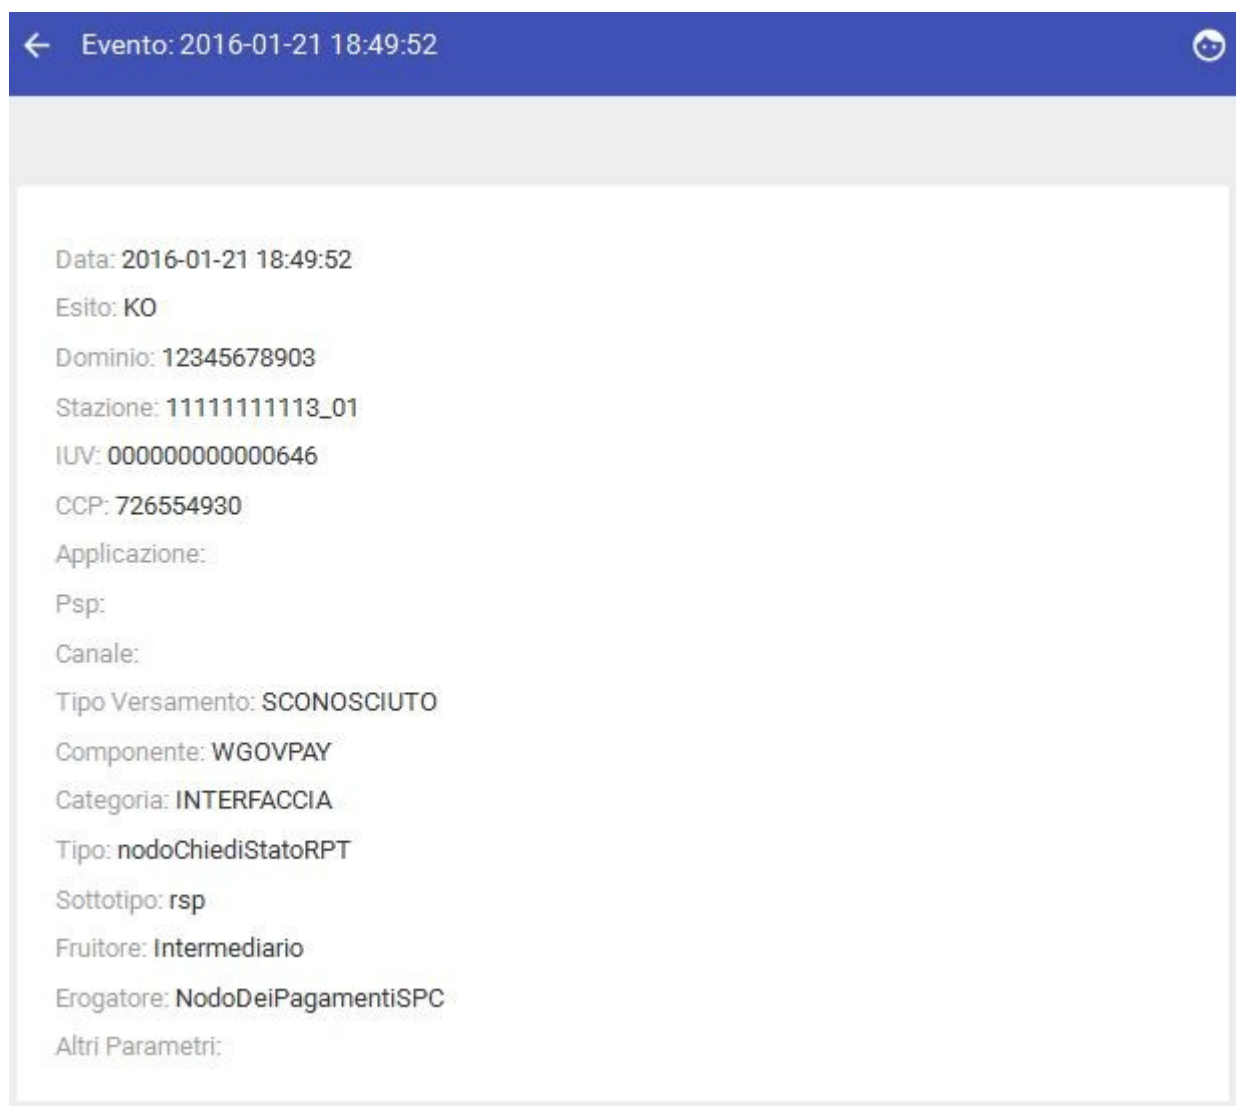 Evento: 2016-01-21 18:49:52
Data: 2016-01-21 18:49:52
Esito: KO
Dominio: 12345678903
Stazione: 11111111113_01
IUV: 000000000000646
CCP: 726554930
Applicazione:
Psp:
Canale:
Tipo Versamento: SCONOSCIUTO
Componente: WGOVPAY
Categoria: INTERFACCIA
Tipo: nodoChiediStatoRPT
Sottotipo: rsp
Fruitore: Intermediario
Erogatore: NodoDeiPagamentiSPC
Altri Parametri: